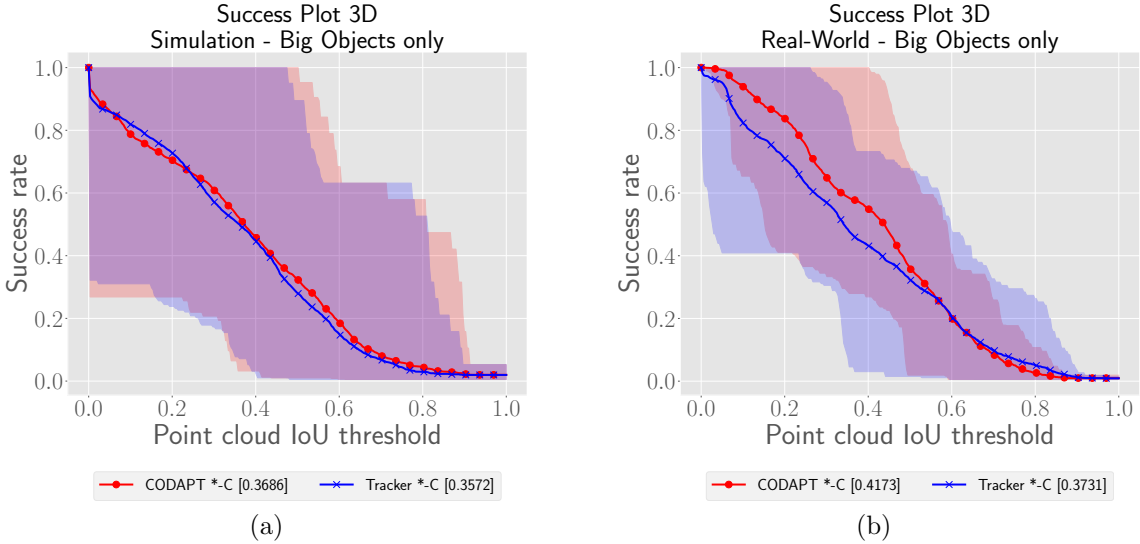 Success Plot 3D
Simulation - Big Objects only
1.0
0.8
0.6
0.4
0.2
0.0
Success rate
0.0 0.2 0.4 0.6 0.8 1.0
Point cloud IoU threshold
CODAPT *-C [0.3686] Tracker *-C [0.3572]
(a)
Success Plot 3D
Real-World - Big Objects only
1.0
0.8
0.6
0.4
0.2
0.0
Success rate
0.0 0.2 0.4 0.6 0.8 1.0
Point cloud IoU threshold
CODAPT *-C [0.4173] Tracker *-C [0.3731]
(b)